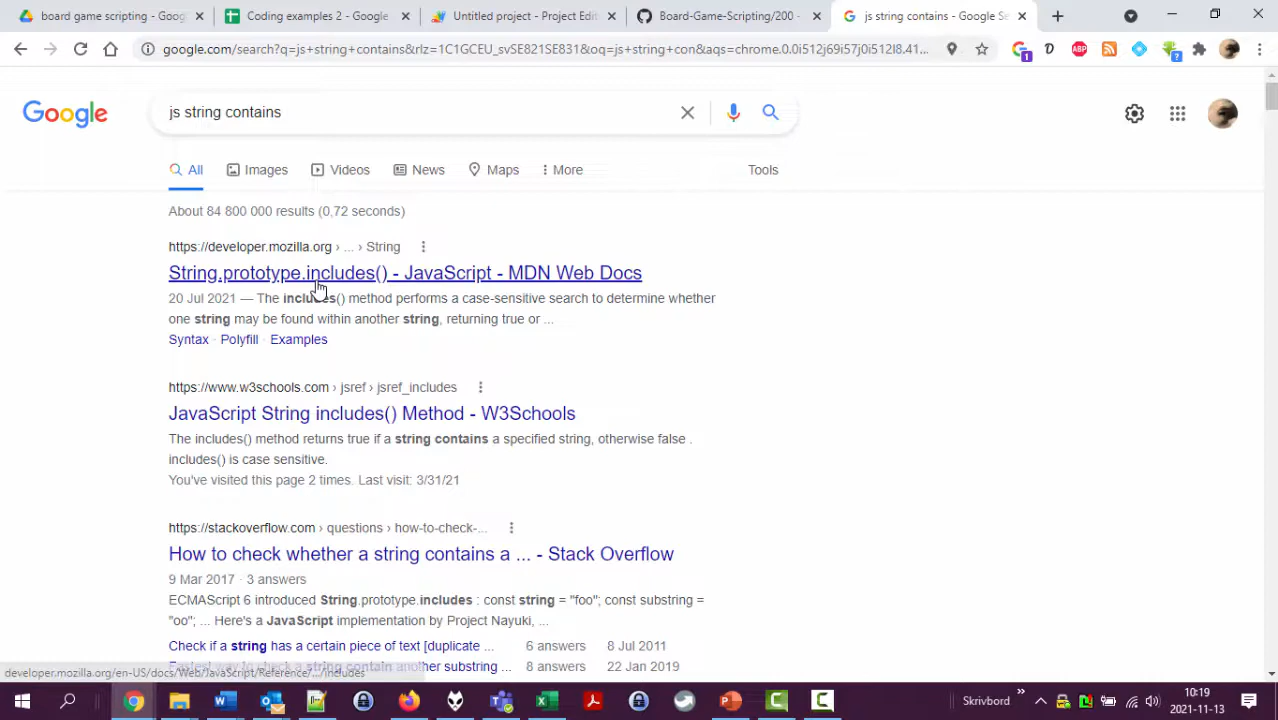 board game scripting - Goog
Coding examples 2 - Google
Untitled project - Project Edit
Board-Game-Scripting/200 -
js string contains - Google Se
google.com/search?q=js+string+contains&rlz=1C1GCEU_svSE821SE831&oq=js+string+con&aqs=chrome.0.0i512j69i57j0i512l8.41...
1
ABP
?
Google
js string contains
All
Images
Videos
News
Maps
More
Tools
About 84 800 000 results (0,72 seconds)
https://developer.mozilla.org › ... › String
String.prototype.includes() - JavaScript - MDN Web Docs
20 Jul 2021 — The includes() method performs a case-sensitive search to determine whether
one string may be found within another string, returning true or ...
Syntax · Polyfill · Examples
https://www.w3schools.com › jsref › jsref_includes
JavaScript String includes() Method - W3Schools
The includes() method returns true if a string contains a specified string, otherwise false .
includes() is case sensitive.
You've visited this page 2 times. Last visit: 3/31/21
https://stackoverflow.com › questions › how-to-check-...
How to check whether a string contains a ... - Stack Overflow
9 Mar 2017 · 3 answers
ECMAScript 6 introduced String.prototype.includes : const string = "foo"; const substring =
"oo"; ... Here's a JavaScript implementation by Project Nayuki, ...
Check if a string has a certain piece of text [duplicate ... 6 answers 8 Jul 2011
Fastest way to check a string contain another substring ... 8 answers 22 Jan 2019
developer.mozilla.org/en-US/docs/Web/JavaScript/Reference/.../includes
Skrivbord
10:19
2021-11-13